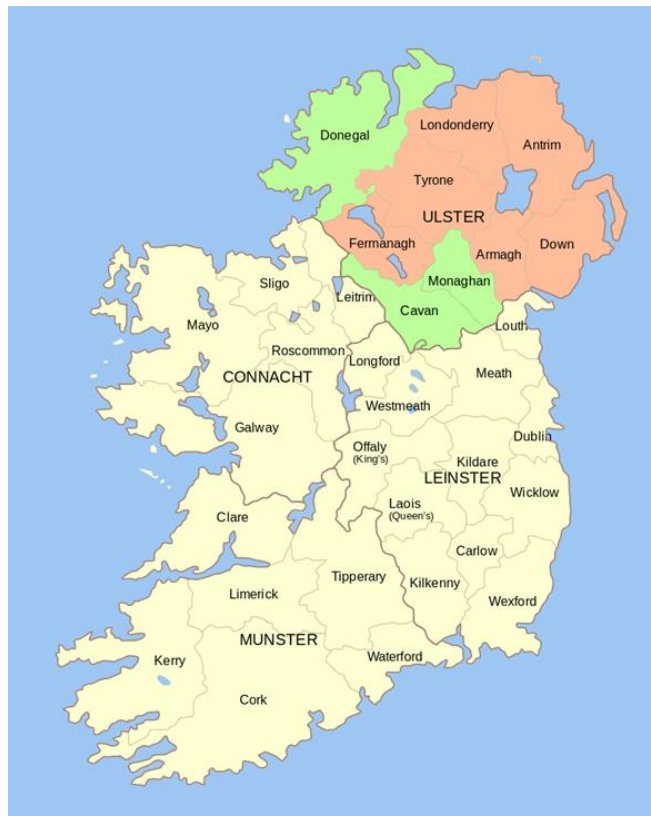 Donegal
Londonderry
Antrim
Tyrone
ULSTER
Fermanagh
Armagh
Down
Monaghan
Cavan
Sligo
Leitrim
Mayo
Louth
Roscommon
Longford
CONNACHT
Meath
Westmeath
Galway
Dublin
Offaly
(King's)
Kildare
LEINSTER
Wicklow
Laois
(Queen's)
Clare
Carlow
Tipperary
Kilkenny
Limerick
Wexford
MUNSTER
Waterford
Kerry
Cork